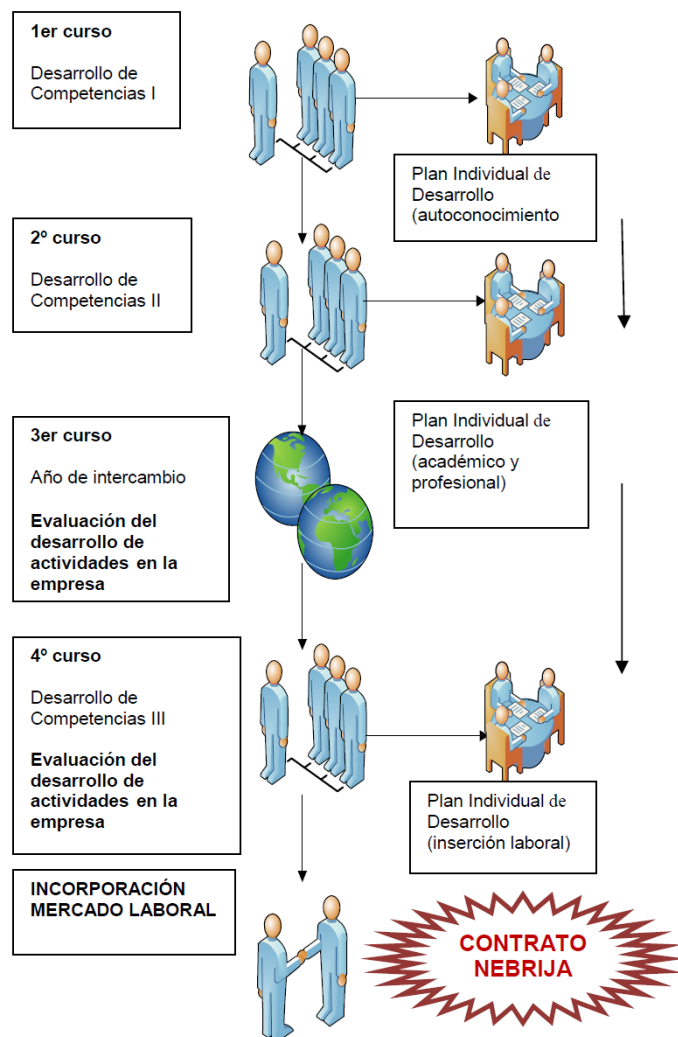 1er curso
Desarrollo de
Competencias I
Plan Individual de
Desarrollo
(autoconocimiento
2º curso
Desarrollo de
Competencias II
3er curso
Año de intercambio
Evaluación del
desarrollo de
actividades en la
empresa
Plan Individual de
Desarrollo
(académico y
profesional)
4º curso
Desarrollo de
Competencias III
Evaluación del
desarrollo de
actividades en la
empresa
Plan Individual de
Desarrollo
(inserción laboral)
INCORPORACIÓN
MERCADO LABORAL
CONTRATO
NEBRIJA